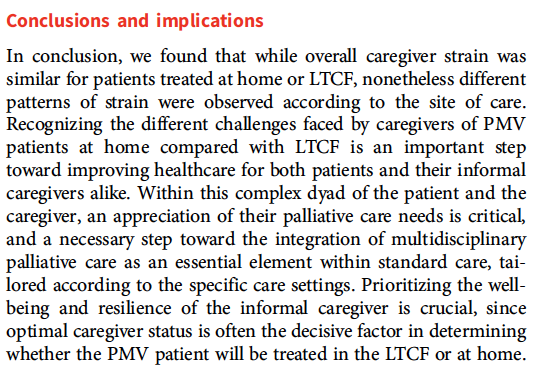 Conclusions and implications
In conclusion, we found that while overall caregiver strain was
similar for patients treated at home or LTCF, nonetheless different
patterns of strain were observed according to the site of care.
Recognizing the different challenges faced by caregivers of PMV
patients at home compared with LTCF is an important step
toward improving healthcare for both patients and their informal
caregivers alike. Within this complex dyad of the patient and the
caregiver, an appreciation of their palliative care needs is critical,
and a necessary step toward the integration of multidisciplinary
palliative care as an essential element within standard care, tai-
lored according to the specific care settings. Prioritizing the well-
being and resilience of the informal caregiver is crucial, since
optimal caregiver status is often the decisive factor in determining
whether the PMV patient will be treated in the LTCF or at home.